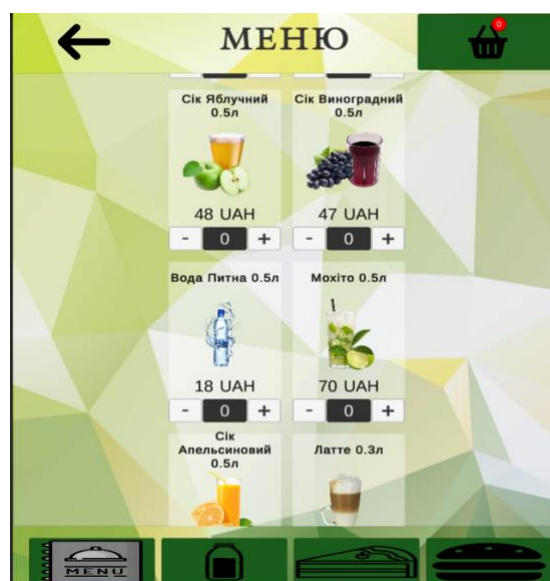 МЕНЮ
0
Сік Яблучний
0.5л
Сік Виноградний
0.5л
48 UAH
47 UAH
- 0 +
- 0 +
Вода Питна 0.5л
Мохіто 0.5л
18 UAH
70 UAH
- 0 +
- 0 +
Сік
Апельсиновий
0.5л
Латте 0.3л
MENU